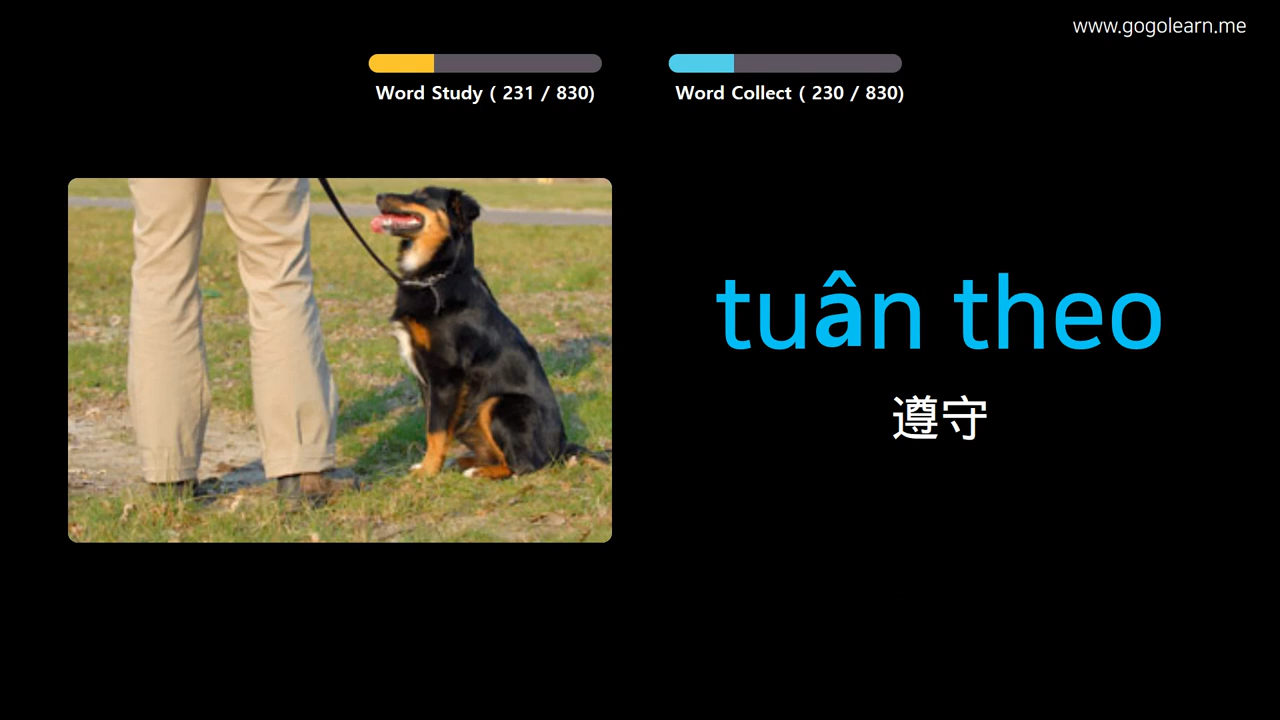 www.gogolearn.me
Word Study ( 231 / 830)
Word Collect ( 230 / 830)
tuân theo
遵守